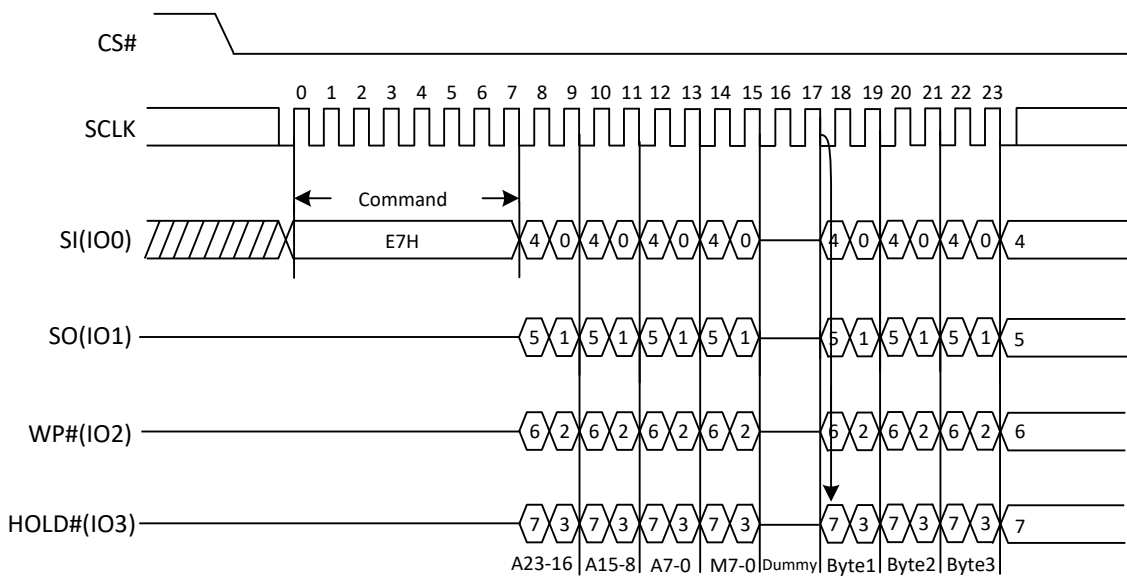 CS#
0 1 2 3 4 5 6 7 8 9 10 11 12 13 14 15 16 17 18 19 20 21 22 23
SCLK
Command
SI(IO0) E7H 4 0 4 0 4 0 4 0 4 0 4 0 4 0 4
SO(IO1) 5 1 5 1 5 1 5 1 5 1 5 1 5 1 5
WP#(IO2) 6 2 6 2 6 2 6 2 6 2 6 2 6 2 6
HOLD#(IO3) 7 3 7 3 7 3 7 3 7 3 7 3 7 3 7
A23-16 A15-8 A7-0 M7-0 Dummy Byte1 Byte2 Byte3